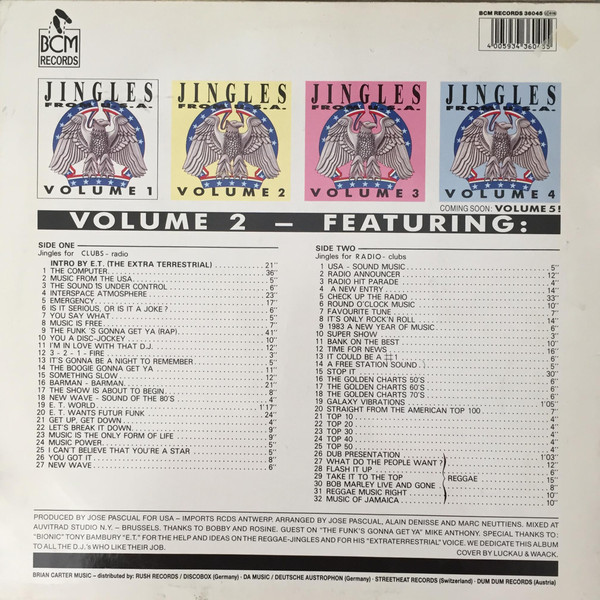 BCM RECORDS 36045
BCM
RECORDS
4 005934 360
JINGLES
FROM U.S.A.
VOLUME 1
JINGLES
FROM U.S.A.
VOLUME 2
JINGLES
FROM U.S.A.
VOLUME 3
JINGLES
FROM U.S.A.
VOLUME 4
COMING SOON: VOLUME 5!
VOLUME 2 – FEATURING:
SIDE ONE
Jingles for CLUBS - radio
INTRO BY E.T. (THE EXTRA TERRESTRIAL) 21"
1 THE COMPUTER 36"
2 MUSIC FROM THE USA 5"
3 THE SOUND IS UNDER CONTROL 6"
4 INTERSPACE ATMOSPHERE 23"
5 EMERGENCY 17"
6 IS IT SERIOUS, OR IS IT A JOKE? 6"
7 YOU SAY WHAT 5"
8 MUSIC IS FREE 7"
9 THE FUNK 'S GONNA GET YA (RAP) 41"
10 YOU A DISC-JOCKEY 10"
11 I'M IN LOVE WITH THAT D.J. 12"
12 3 - 2 - 1 - FIRE 3"
13 IT'S GONNA BE A NIGHT TO REMEMBER 5"
14 THE BOOGIE GONNA GET YA 11"
15 SOMETHING SLOW 12"
16 BARMAN - BARMAN 21"
17 THE SHOW IS ABOUT TO BEGIN 8"
18 NEW WAVE - SOUND OF THE 80'S 4"
19 E.T. WORLD 1'17"
20 E.T. WANTS FUTUR FUNK 24"
21 GET UP, GET DOWN 4"
22 LET'S BREAK IT DOWN 9"
23 MUSIC IS THE ONLY FORM OF LIFE 9"
24 MUSIC POWER 5"
25 I CAN'T BELIEVE THAT YOU'RE A STAR 5"
26 YOU GOT IT 8"
27 NEW WAVE 6"
SIDE TWO
Jingles for RADIO - clubs
1 USA - SOUND MUSIC 5"
2 RADIO ANNOUNCER 12"
3 RADIO HIT PARADE 4"
4 A NEW ENTRY 14"
5 CHECK UP THE RADIO 33"
6 ROUND O'CLOCK MUSIC 10"
7 FAVOURITE TUNE 7"
8 IT'S ONLY ROCK'N ROLL 14"
9 1983 A NEW YEAR OF MUSIC 6"
10 SUPER SHOW 3"
11 BANK ON THE BEST 10"
12 TIME FOR NEWS 16"
13 IT COULD BE A #1 6"
14 A FREE STATION SOUND 5"
15 STOP IT 30"
16 THE GOLDEN CHARTS 50'S 6"
17 THE GOLDEN CHARTS 60'S 6"
18 THE GOLDEN CHARTS 70'S 6"
19 GALAXY VIBRATIONS 1'05"
20 STRAIGHT FROM THE AMERICAN TOP 100 7"
21 TOP 10 4"
22 TOP 20 4"
23 TOP 30 4"
24 TOP 40 4"
25 TOP 50 4"
26 DUB PRESENTATION 1'03"
27 WHAT DO THE PEOPLE WANT? 12"
28 FLASH IT UP 6"
29 TAKE IT TO THE TOP REGGAE 15"
30 BOB MARLEY LIVE AND GONE 8"
31 REGGAE MUSIC RIGHT 10"
32 MUSIC OF JAMAICA 10"
PRODUCED BY JOSE PASCUAL FOR USA – IMPORTS RCDS ANTWERP. ARRANGED BY JOSE PASCUAL, ALAIN DENISSE AND MARC NEUTTIENS. MIXED AT
AUVITRAD STUDIO N.Y. – BRUSSELS. THANKS TO BOBBY AND ROSINE. GUEST ON "THE FUNK'S GONNA GET YA" MIKE ANTHONY. SPECIAL THANKS TO:
"BIONIC" TONY BAMBURY "E.T." FOR THE HELP AND IDEAS ON THE REGGAE-JINGLES AND FOR HIS "EXTRATERRESTRIAL" VOICE. WE DEDICATE THIS ALBUM
TO ALL THE D.J.'s WHO LIKE THEIR JOB.
COVER BY LUCKAU & WAACK.
BRIAN CARTER MUSIC – distributed by: RUSH RECORDS / DISCOBOX (Germany) · DA MUSIC / DEUTSCHE AUSTROPHON (Germany) · STREETHEAT RECORDS (Switzerland) · DUM DUM RECORDS (Austria)